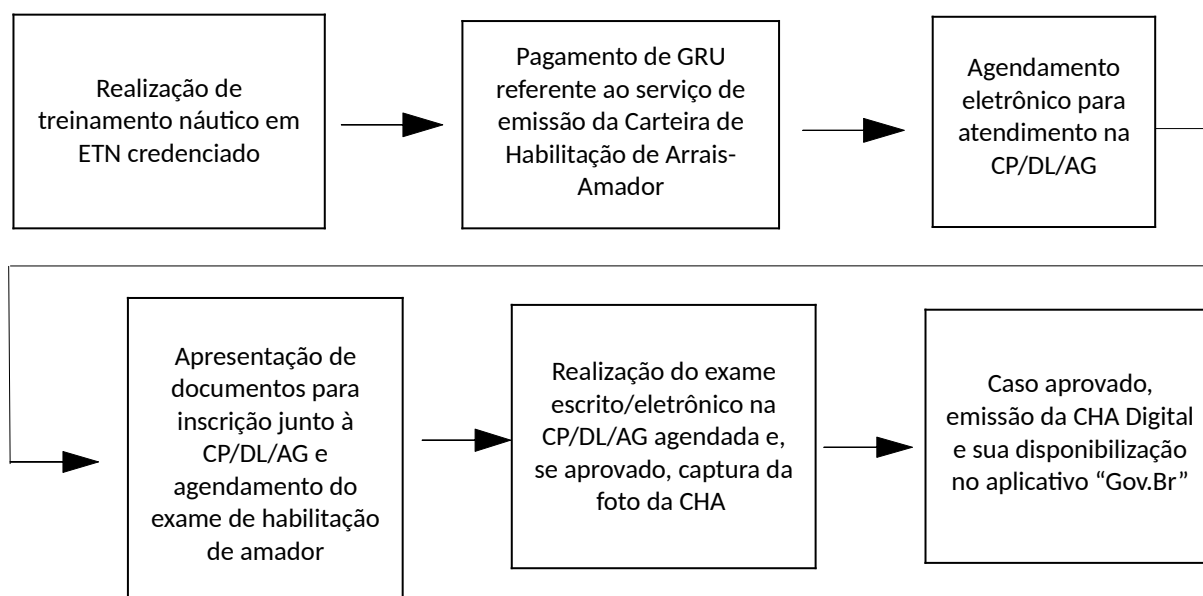 Realização de
treinamento náutico em
ETN credenciado
Pagamento de GRU
referente ao serviço de
emissão da Carteira de
Habilitação de Arrais-
Amador
Agendamento
eletrônico para
atendimento na
CP/DL/AG
Apresentação de
documentos para
inscrição junto à
CP/DL/AG e
agendamento do
exame de habilitação
de amador
Realização do exame
escrito/eletrônico na
CP/DL/AG agendada e,
se aprovado, captura da
foto da CHA
Caso aprovado,
emissão da CHA Digital
e sua disponibilização
no aplicativo “Gov.Br”